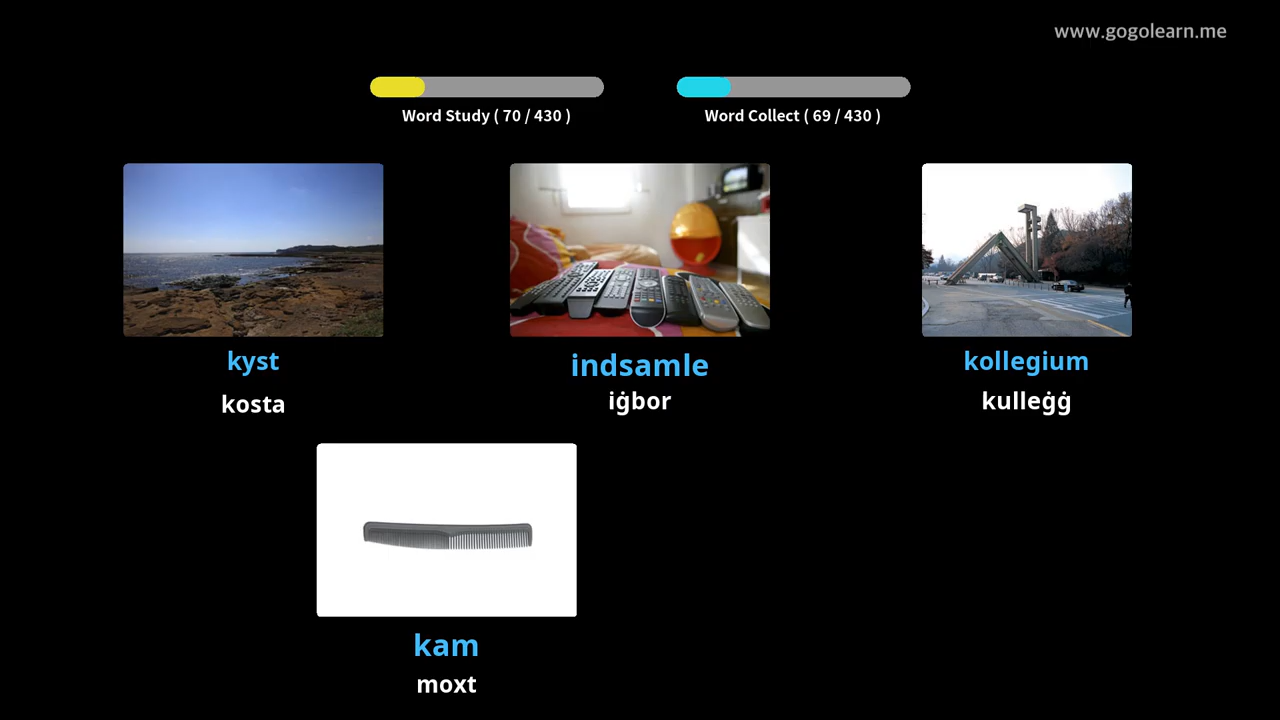 www.gogolearn.me
Word Study ( 70 / 430 )
Word Collect ( 69 / 430 )
kyst
kosta
indsamle
iġbor
kollegium
kulleġġ
kam
moxt